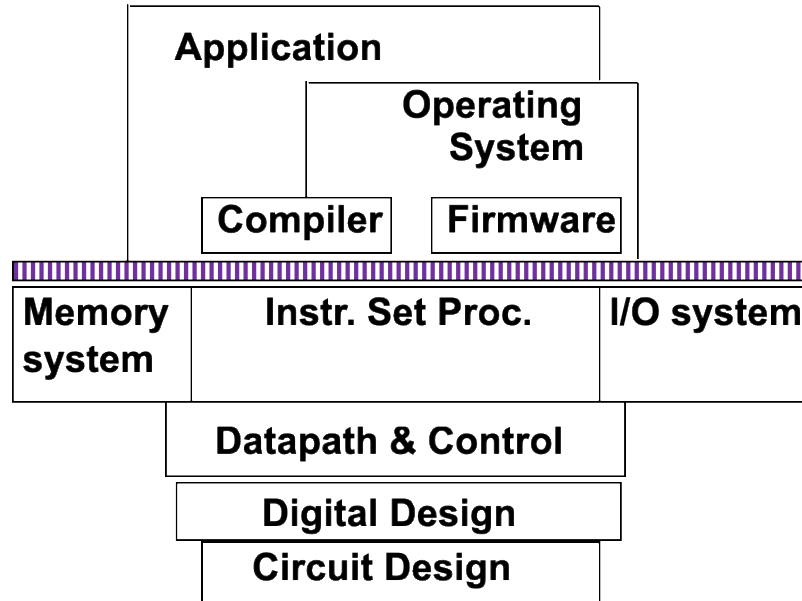 Application
Operating
System
Compiler
Firmware
Memory
system
Instr. Set Proc.
I/O system
Datapath & Control
Digital Design
Circuit Design